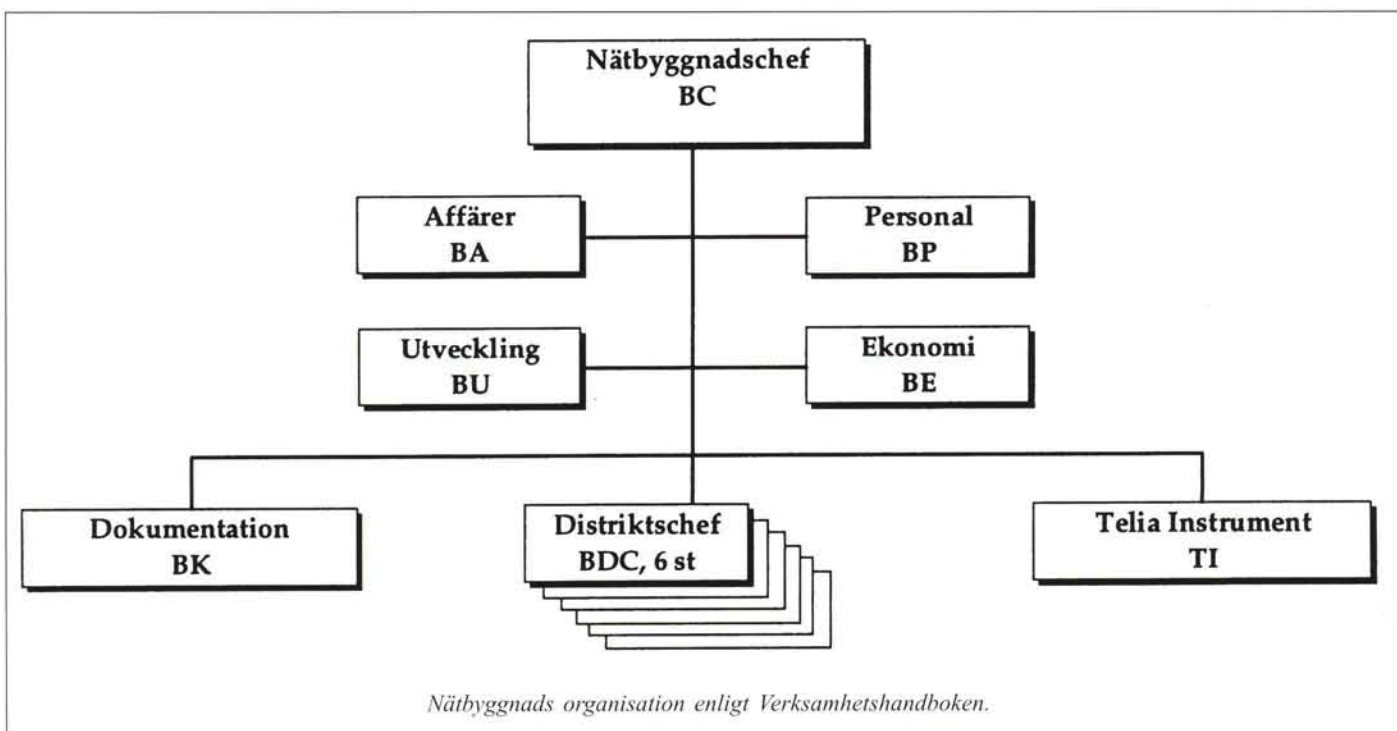 Nätbyggnadschef
BC
Affärer
BA
Personal
BP
Utveckling
BU
Ekonomi
BE
Dokumentation
BK
Distriktschef
BDC, 6 st
Telia Instrument
TI
Nätbyggnads organisation enligt Verksamhetshandboken.